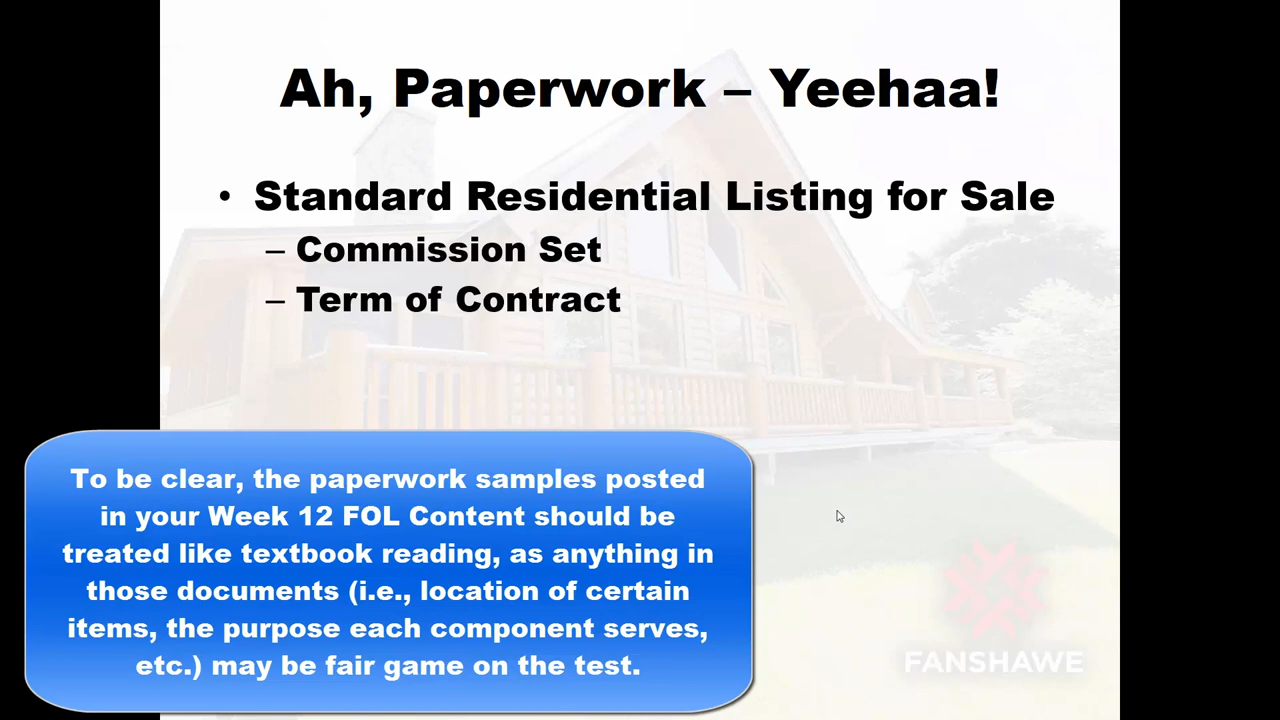 Ah, Paperwork – Yeehaa!
• Standard Residential Listing for Sale
– Commission Set
– Term of Contract
To be clear, the paperwork samples posted
in your Week 12 FOL Content should be
treated like textbook reading, as anything in
those documents (i.e., location of certain
items, the purpose each component serves,
etc.) may be fair game on the test.
FANSHAWE